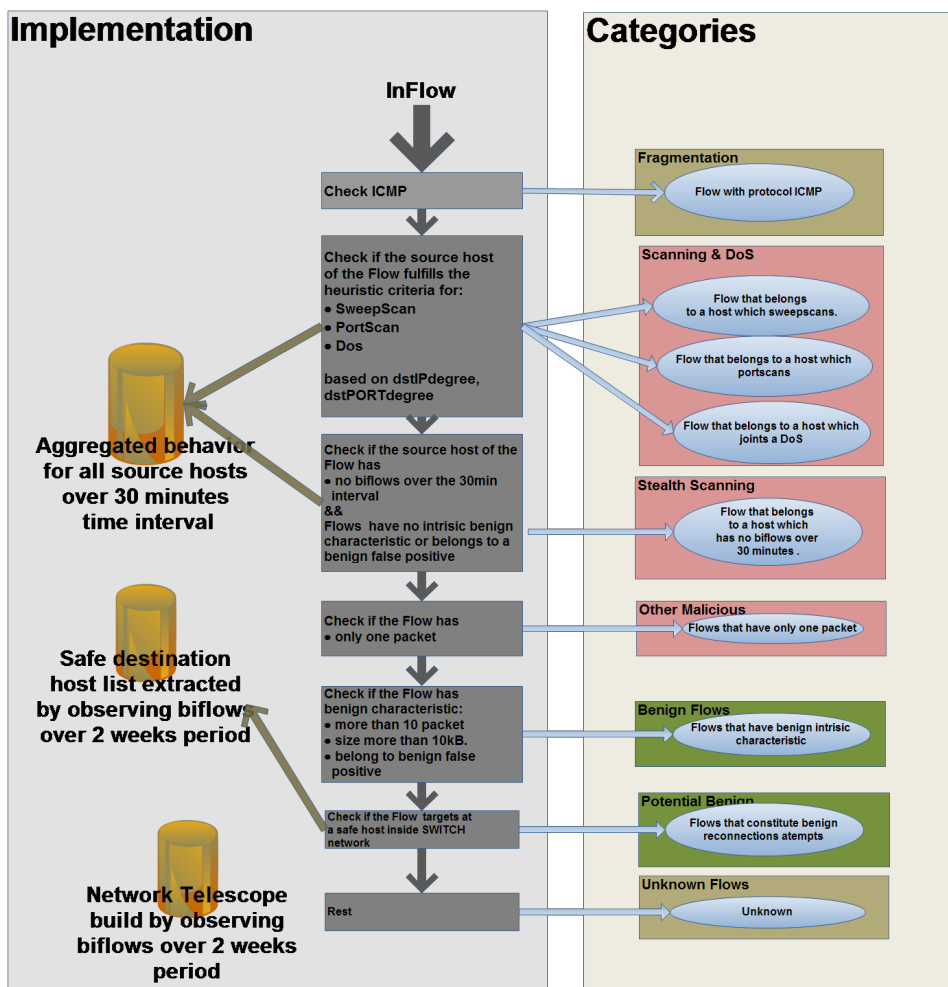 Implementation
Categories
InFlow
Check ICMP
Fragmentation
Flow with protocol ICMP
Check if the source host
of the Flow fulfills the
heuristic criteria for:
● SweepScan
● PortScan
● Dos
based on dstIPdegree,
dstPORTdegree
Scanning & DoS
Flow that belongs
to a host which sweepscans.
Flow that belongs to a host which
portscans
Flow that belongs to a host which
joints a DoS
Aggregated behavior
for all source hosts
over 30 minutes
time interval
Check if the source host of the
Flow has
● no biflows over the 30min
interval
&&
Flows have no intrisic benign
characteristic or belongs to a
benign false positive
Stealth Scanning
Flow that belongs
to a host which
has no biflows over
30 minutes .
Check if the Flow has
● only one packet
Other Malicious
Flows that have only one packet
Safe destination
host list extracted
by observing biflows
over 2 weeks period
Check if the Flow has
benign characteristic:
● more than 10 packet
● size more than 10kB.
● belong to benign false
positive
Benign Flows
Flows that have benign intrisic
characteristic
Check if the Flow targets at
a safe host inside SWITCH
network
Potential Benign
Flows that constitute benign
reconnections atempts
Network Telescope
build by observing
biflows over 2 weeks
period
Rest
Unknown Flows
Unknown